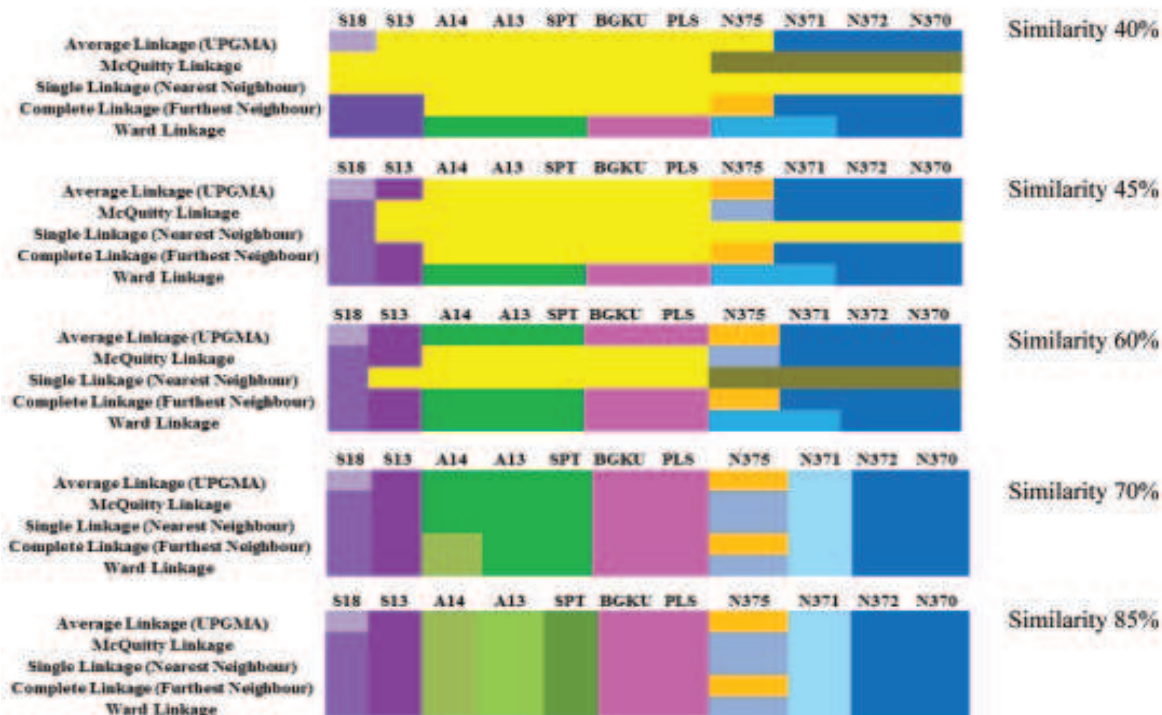 S18 S13 A14 A13 SPT BGKU PLS N375 N371 N372 N370
Similarity 40%
Average Linkage (UPGMA)
McQuitty Linkage
Single Linkage (Nearest Neighbour)
Complete Linkage (Furthest Neighbour)
Ward Linkage
S18 S13 A14 A13 SPT BGKU PLS N375 N371 N372 N370
Similarity 45%
Average Linkage (UPGMA)
McQuitty Linkage
Single Linkage (Nearest Neighbour)
Complete Linkage (Furthest Neighbour)
Ward Linkage
S18 S13 A14 A13 SPT BGKU PLS N375 N371 N372 N370
Similarity 60%
Average Linkage (UPGMA)
McQuitty Linkage
Single Linkage (Nearest Neighbour)
Complete Linkage (Furthest Neighbour)
Ward Linkage
S18 S13 A14 A13 SPT BGKU PLS N375 N371 N372 N370
Similarity 70%
Average Linkage (UPGMA)
McQuitty Linkage
Single Linkage (Nearest Neighbour)
Complete Linkage (Furthest Neighbour)
Ward Linkage
S18 S13 A14 A13 SPT BGKU PLS N375 N371 N372 N370
Similarity 85%
Average Linkage (UPGMA)
McQuitty Linkage
Single Linkage (Nearest Neighbour)
Complete Linkage (Furthest Neighbour)
Ward Linkage